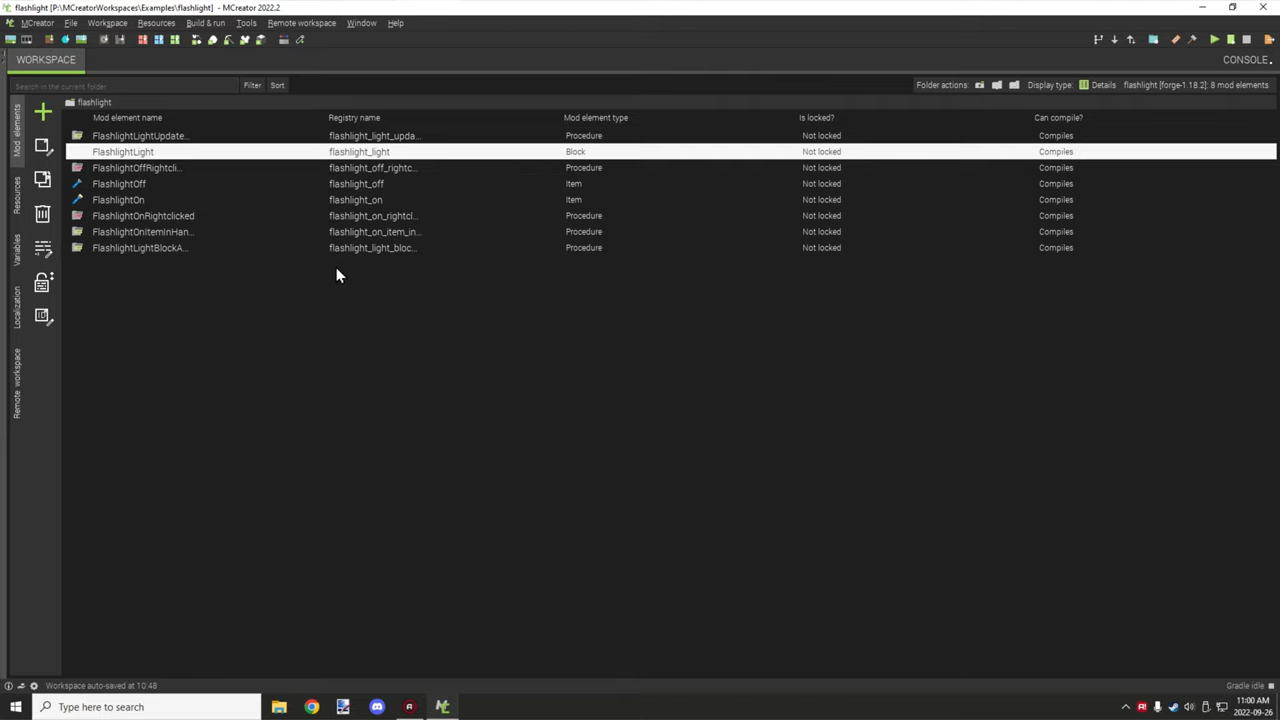 flashlight [P:\MCreatorWorkspaces\Examples\flashlight] - MCreator 2022.2
MCreator File Workspace Resources Build & run Tools Remote workspace Window Help
WORKSPACE CONSOLE
Search in the current folder Filter Sort Folder actions: Display type: Details flashlight [forge-1.18.2]: 8 mod elements
flashlight
Mod element name Registry name Mod element type Is locked? Can compile?
FlashlightLightUpdate... flashlight_light_upda... Procedure Not locked Compiles
FlashlightLight flashlight_light Block Not locked Compiles
FlashlightOffRightcli... flashlight_off_rightc... Procedure Not locked Compiles
FlashlightOff flashlight_off Item Not locked Compiles
FlashlightOn flashlight_on Item Not locked Compiles
FlashlightOnRightclicked flashlight_on_rightcl... Procedure Not locked Compiles
FlashlightOnItemInHan... flashlight_on_item_in... Procedure Not locked Compiles
FlashlightLightBlockA... flashlight_light_bloc... Procedure Not locked Compiles
Mod elements
Resources
Variables
Localization
Remote workspace
Workspace auto-saved at 10:48 Gradle idle
Type here to search
11:00 AM
2022-09-26